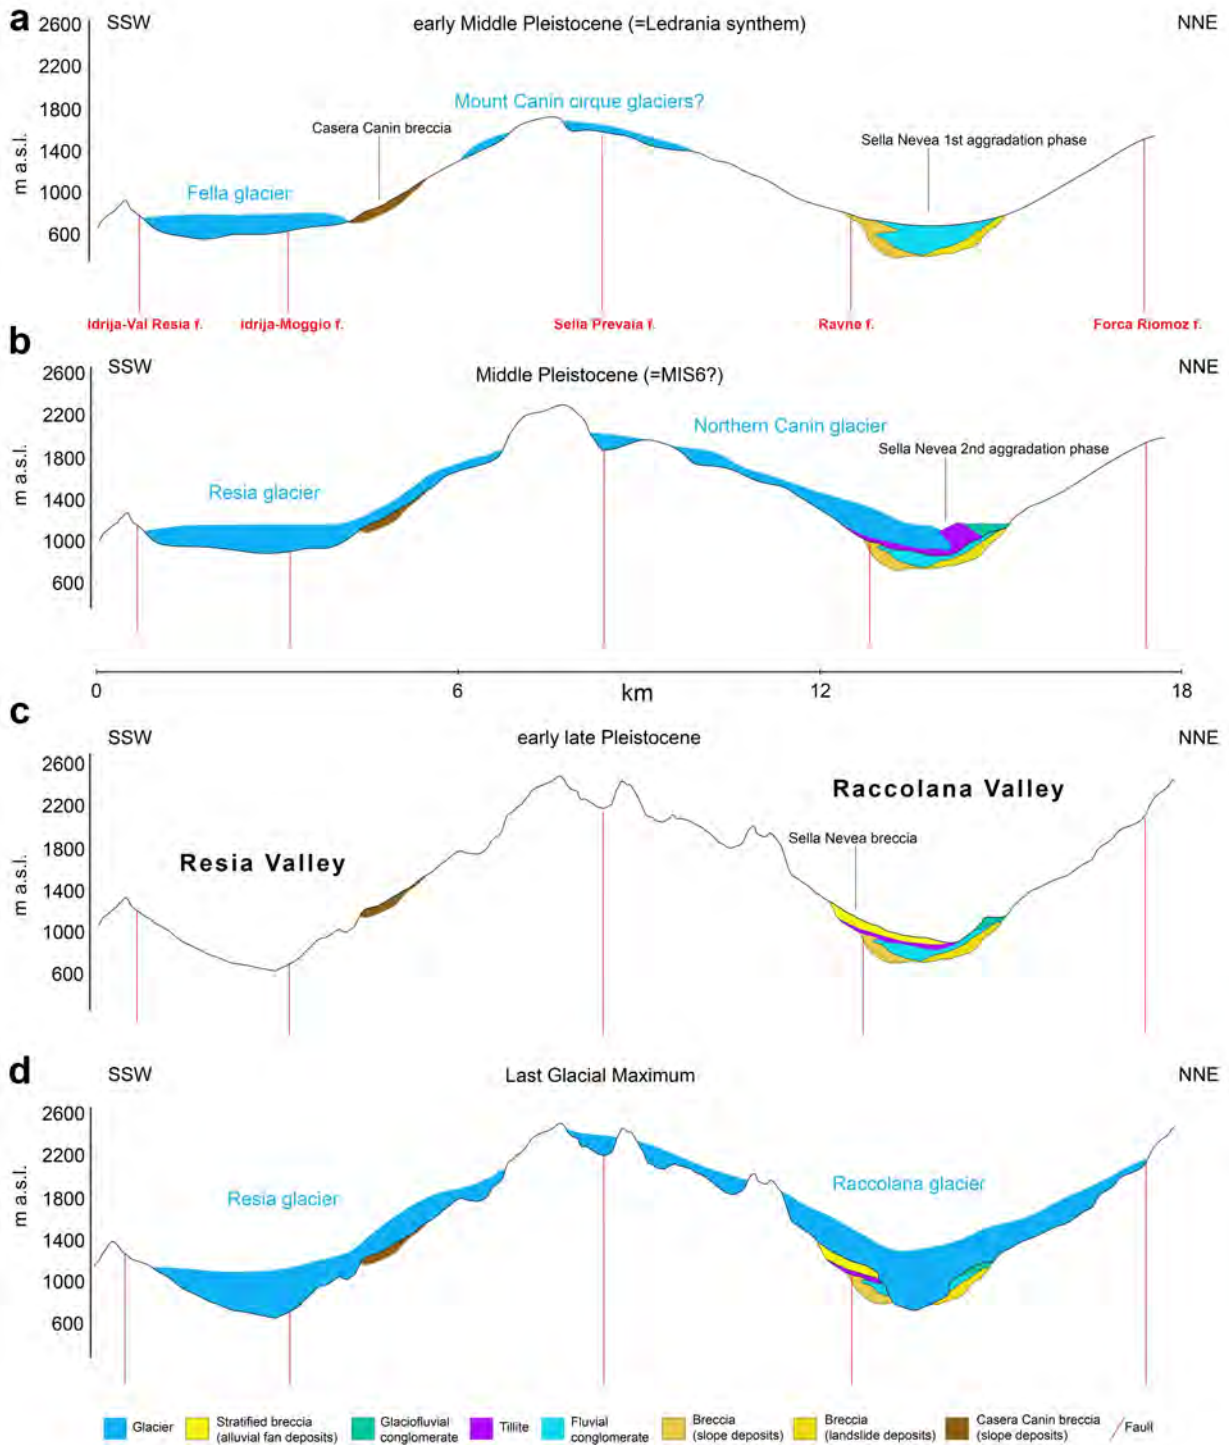 a
SSW
early Middle Pleistocene (=Ledrania synthem)
NNE
2600
2200
1800
1400
1000
600
m a.s.l.
Mount Canin cirque glaciers?
Casera Canin breccia
Sella Nevea 1st aggradation phase
Fella glacier
Idrija-Val Resia f.
Idrija-Moggio f.
Sella Prevala f.
Ravne f.
Forca Riomoz f.
b
SSW
Middle Pleistocene (=MIS6?)
NNE
2600
2200
1800
1400
1000
600
m a.s.l.
Northern Canin glacier
Sella Nevea 2nd aggradation phase
Resia glacier
0
6
km
12
18
c
SSW
early late Pleistocene
NNE
2600
2200
1800
1400
1000
600
m a.s.l.
Raccolana Valley
Sella Nevea breccia
Resia Valley
d
SSW
Last Glacial Maximum
NNE
2600
2200
1800
1400
1000
600
m a.s.l.
Resia glacier
Raccolana glacier
Glacier
Stratified breccia
(alluvial fan deposits)
Glaciofluvial
conglomerate
Tillite
Fluvial
conglomerate
Breccia
(slope deposits)
Breccia
(landslide deposits)
Casera Canin breccia
(slope deposits)
Fault